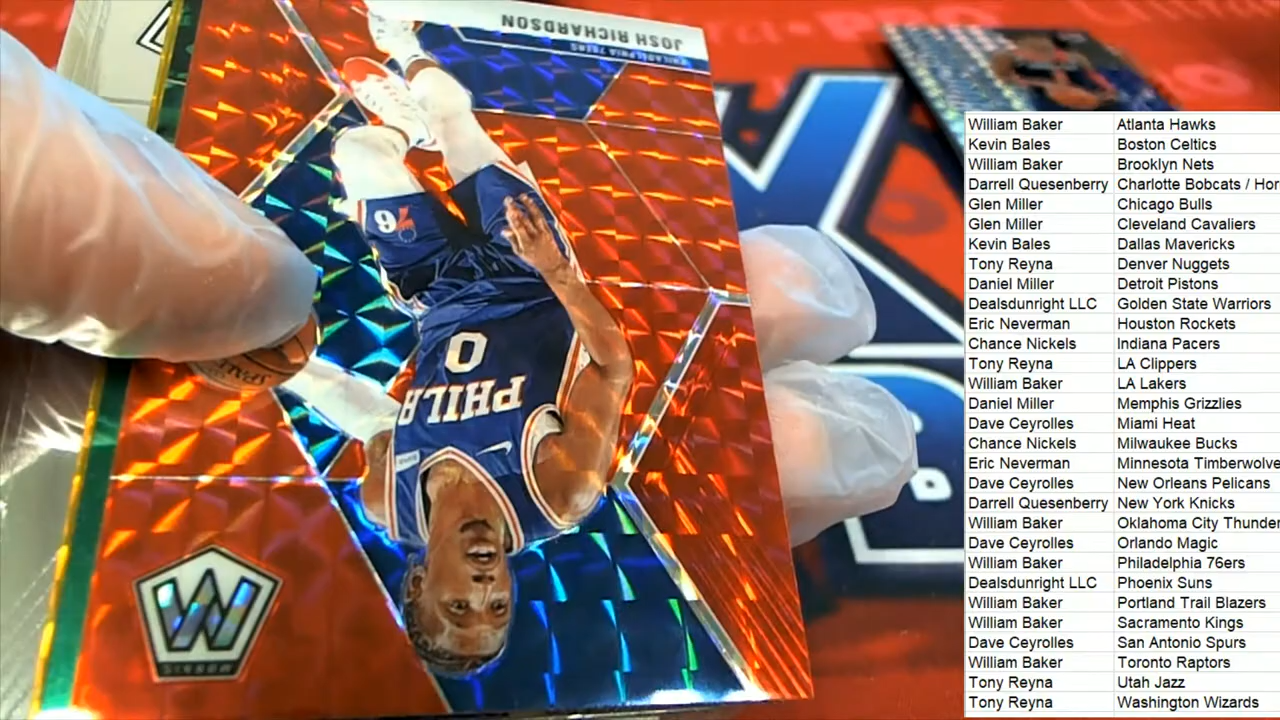 JOSH RICHARDSON
PHILADELPHIA 76ERS
76
0
PHILA
SPALD
W
MOSAIC
William Baker Atlanta Hawks
Kevin Bales Boston Celtics
William Baker Brooklyn Nets
Darrell Quesenberry Charlotte Bobcats / Hor
Glen Miller Chicago Bulls
Glen Miller Cleveland Cavaliers
Kevin Bales Dallas Mavericks
Tony Reyna Denver Nuggets
Daniel Miller Detroit Pistons
Dealsdunright LLC Golden State Warriors
Eric Neverman Houston Rockets
Chance Nickels Indiana Pacers
Tony Reyna LA Clippers
William Baker LA Lakers
Daniel Miller Memphis Grizzlies
Dave Ceyrolles Miami Heat
Chance Nickels Milwaukee Bucks
Eric Neverman Minnesota Timberwolve
Dave Ceyrolles New Orleans Pelicans
Darrell Quesenberry New York Knicks
William Baker Oklahoma City Thunder
Dave Ceyrolles Orlando Magic
William Baker Philadelphia 76ers
Dealsdunright LLC Phoenix Suns
William Baker Portland Trail Blazers
William Baker Sacramento Kings
Dave Ceyrolles San Antonio Spurs
William Baker Toronto Raptors
Tony Reyna Utah Jazz
Tony Reyna Washington Wizards